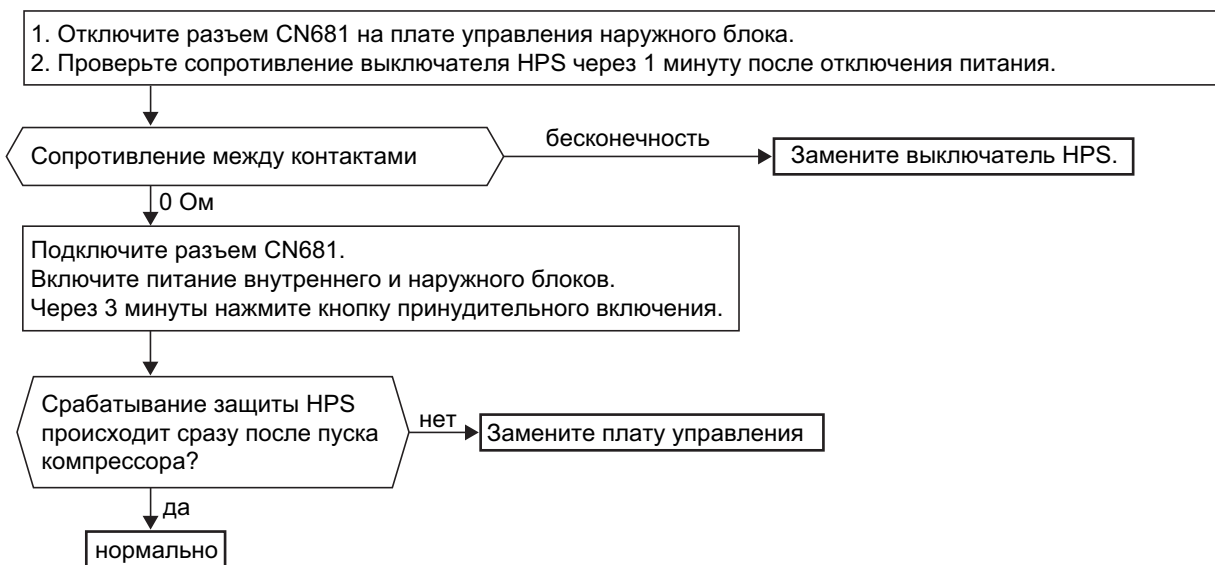 1. Отключите разъем CN681 на плате управления наружного блока.
2. Проверьте сопротивление выключателя HPS через 1 минуту после отключения питания.
бесконечность
Сопротивление между контактами
Замените выключатель HPS.
0 Ом
Подключите разъем CN681.
Включите питание внутреннего и наружного блоков.
Через 3 минуты нажмите кнопку принудительного включения.
Срабатывание защиты HPS
происходит сразу после пуска
компрессора?
нет
Замените плату управления
да
нормально